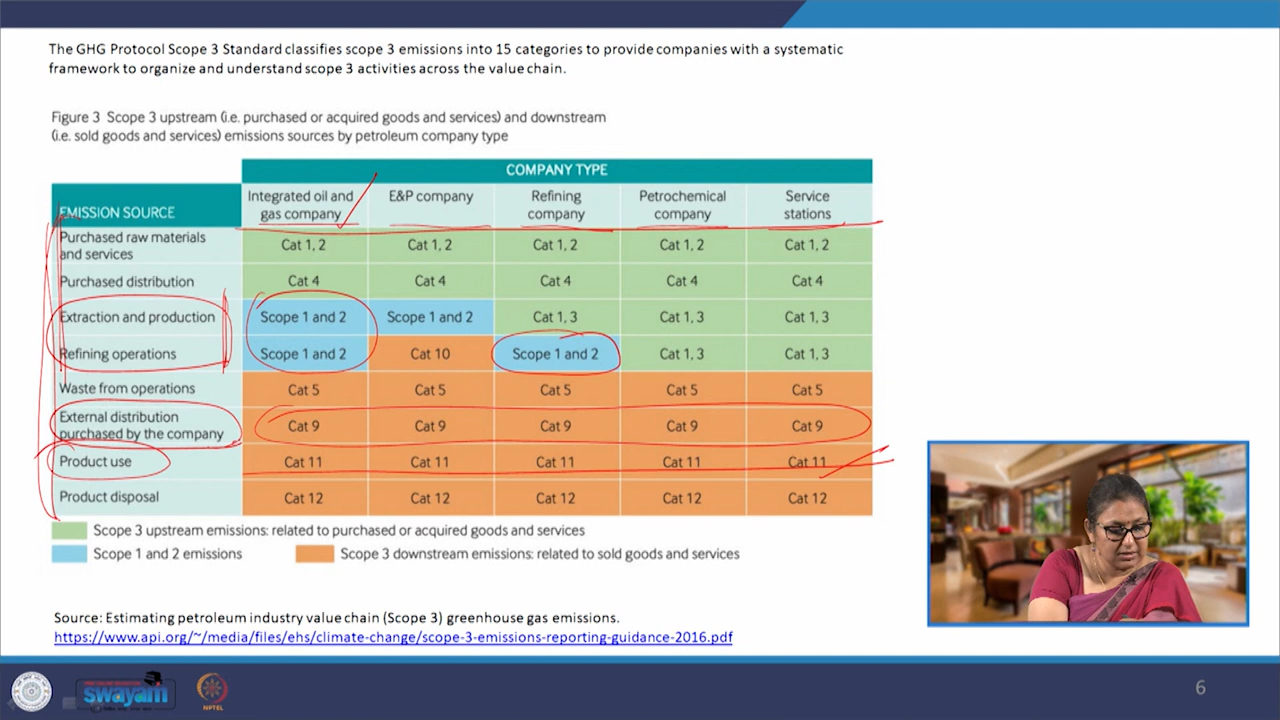 The GHG Protocol Scope 3 Standard classifies scope 3 emissions into 15 categories to provide companies with a systematic
framework to organize and understand scope 3 activities across the value chain.
Figure 3 Scope 3 upstream (i.e. purchased or acquired goods and services) and downstream
(i.e. sold goods and services) emissions sources by petroleum company type
COMPANY TYPE
EMISSION SOURCE
Integrated oil and
gas company
E&P company
Refining
company
Petrochemical
company
Service
stations
Purchased raw materials
and services
Cat 1, 2
Cat 1, 2
Cat 1, 2
Cat 1, 2
Cat 1, 2
Purchased distribution
Cat 4
Cat 4
Cat 4
Cat 4
Cat 4
Extraction and production
Scope 1 and 2
Scope 1 and 2
Cat 1, 3
Cat 1, 3
Cat 1, 3
Refining operations
Scope 1 and 2
Cat 10
Scope 1 and 2
Cat 1, 3
Cat 1, 3
Waste from operations
Cat 5
Cat 5
Cat 5
Cat 5
Cat 5
External distribution
purchased by the company
Cat 9
Cat 9
Cat 9
Cat 9
Cat 9
Product use
Cat 11
Cat 11
Cat 11
Cat 11
Cat 11
Product disposal
Cat 12
Cat 12
Cat 12
Cat 12
Cat 12
Scope 3 upstream emissions: related to purchased or acquired goods and services
Scope 1 and 2 emissions
Scope 3 downstream emissions: related to sold goods and services
Source: Estimating petroleum industry value chain (Scope 3) greenhouse gas emissions.
https://www.api.org/~/media/files/ehs/climate-change/scope-3-emissions-reporting-guidance-2016.pdf
swayam
NPTEL
6